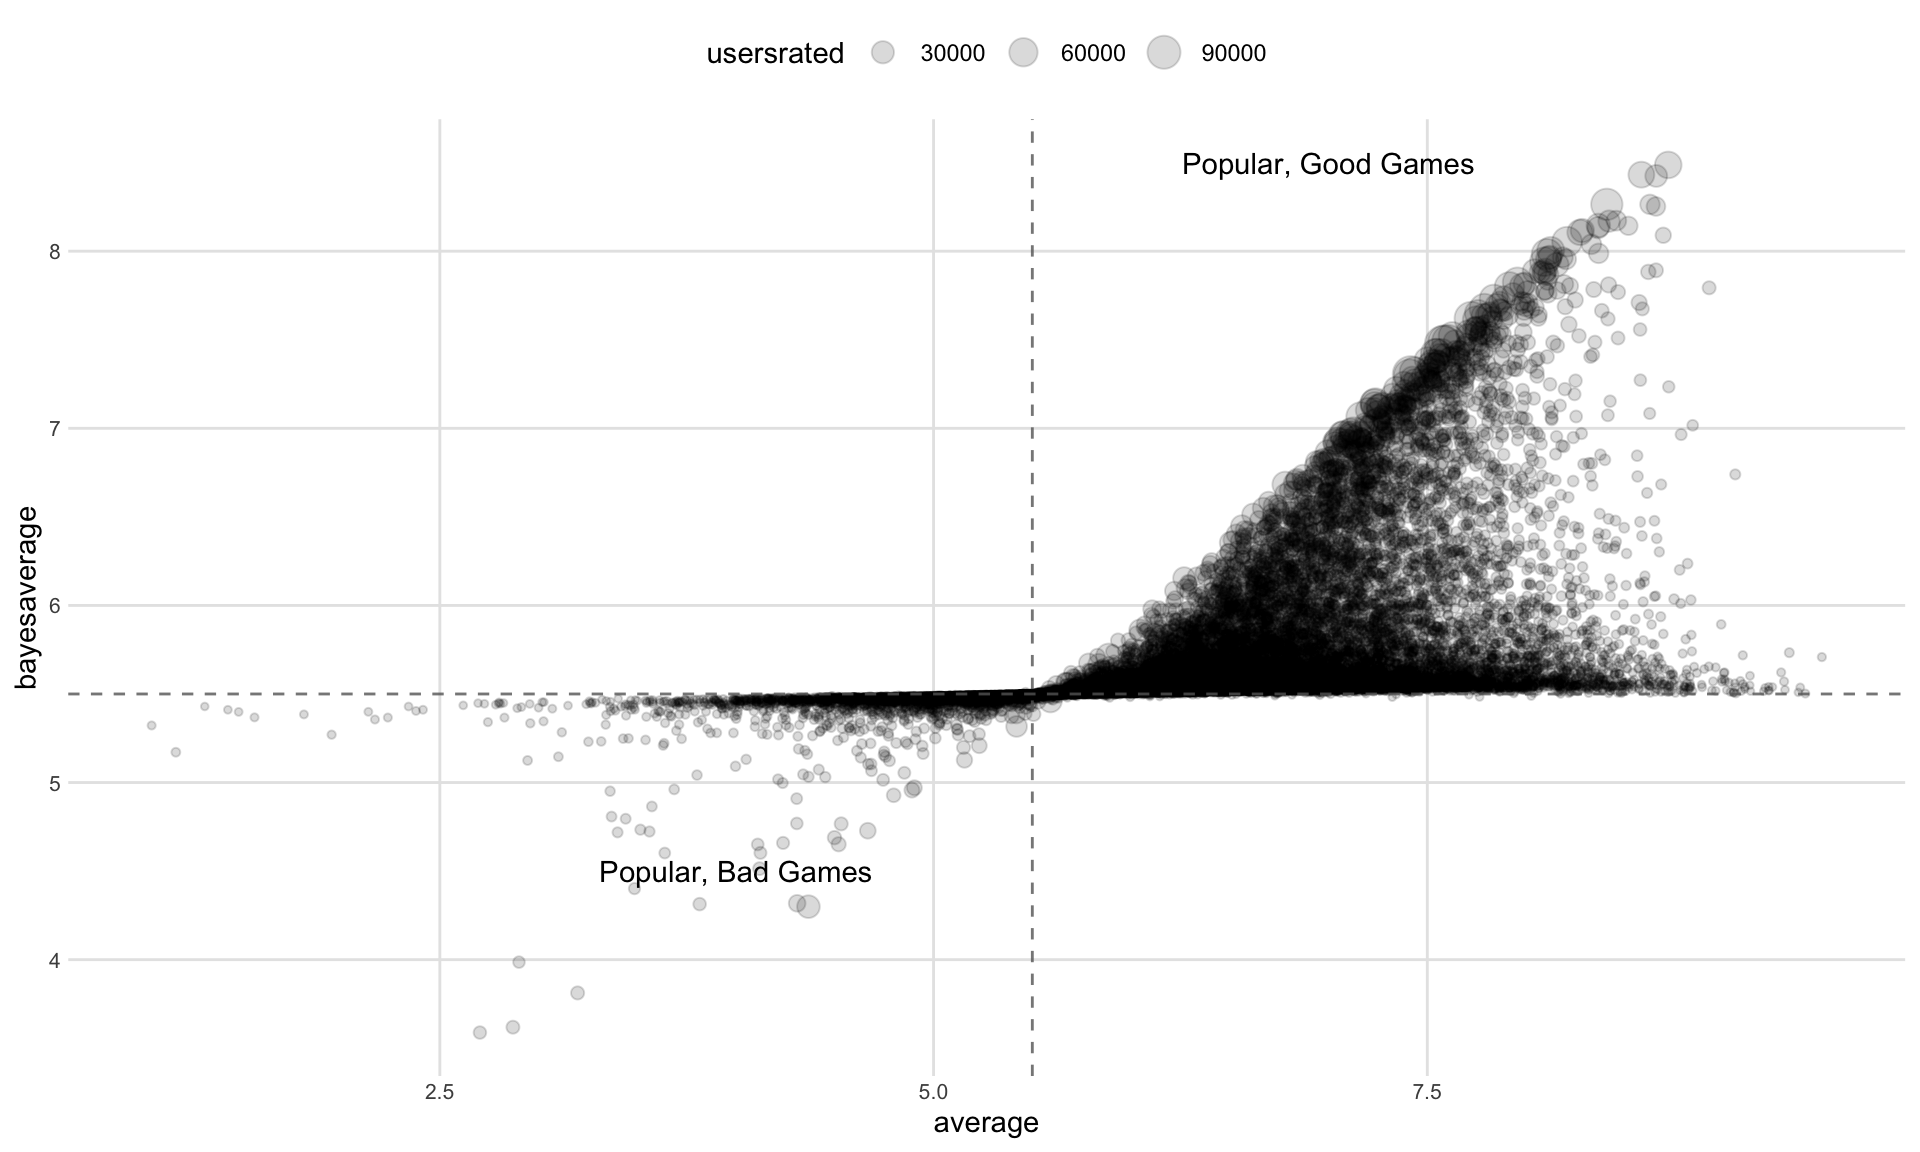 usersrated 30000 60000 90000
Popular, Good Games
8
7
6
5
4
bayesaverage
Popular, Bad Games
2.5 5.0 7.5
average